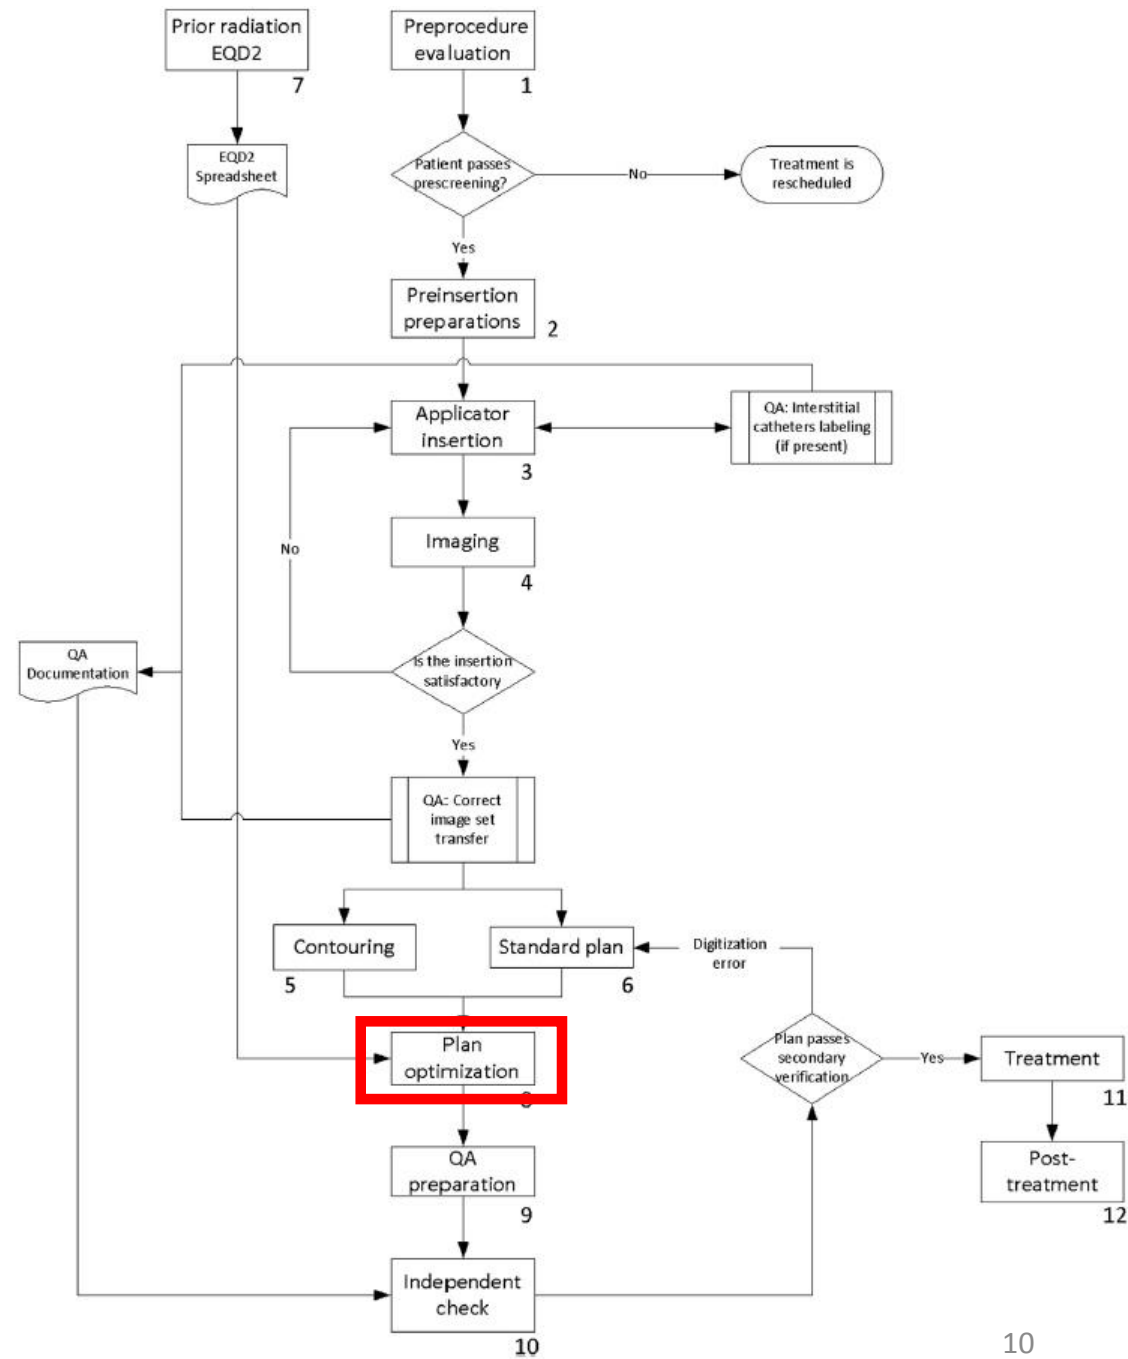 Prior radiation
EQD2
7
Preprocedure
evaluation
1
EQD2
Spreadsheet
Patient passes
prescreening?
No
Treatment is
rescheduled
Yes
Preinsertion
preparations
2
Applicator
insertion
3
QA: Interstitial
catheters labeling
(if present)
Imaging
4
No
QA
Documentation
Is the insertion
satisfactory
Yes
QA: Correct
image set
transfer
Contouring
5
Standard plan
6
Digitization
error
Plan
optimization
8
Plan passes
secondary
verification
Yes
Treatment
11
QA
preparation
9
Post-
treatment
12
Independent
check
10
10